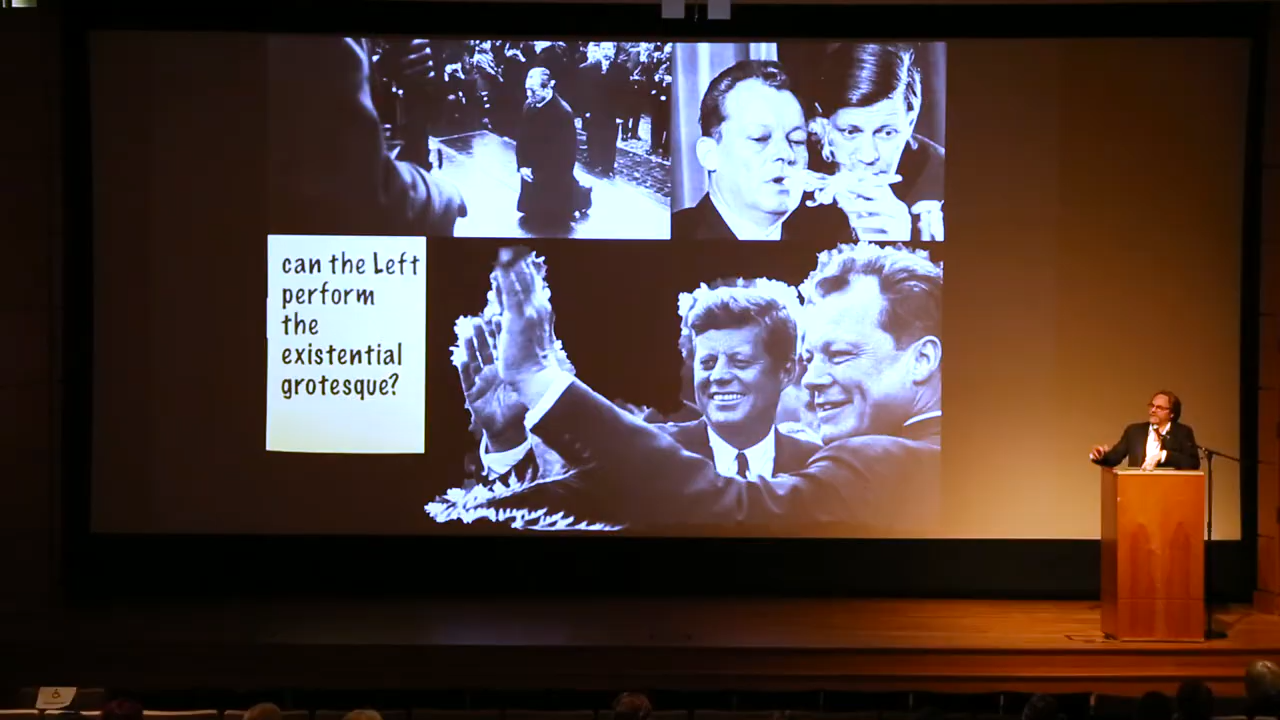 can the Left
perform
the
existential
grotesque?